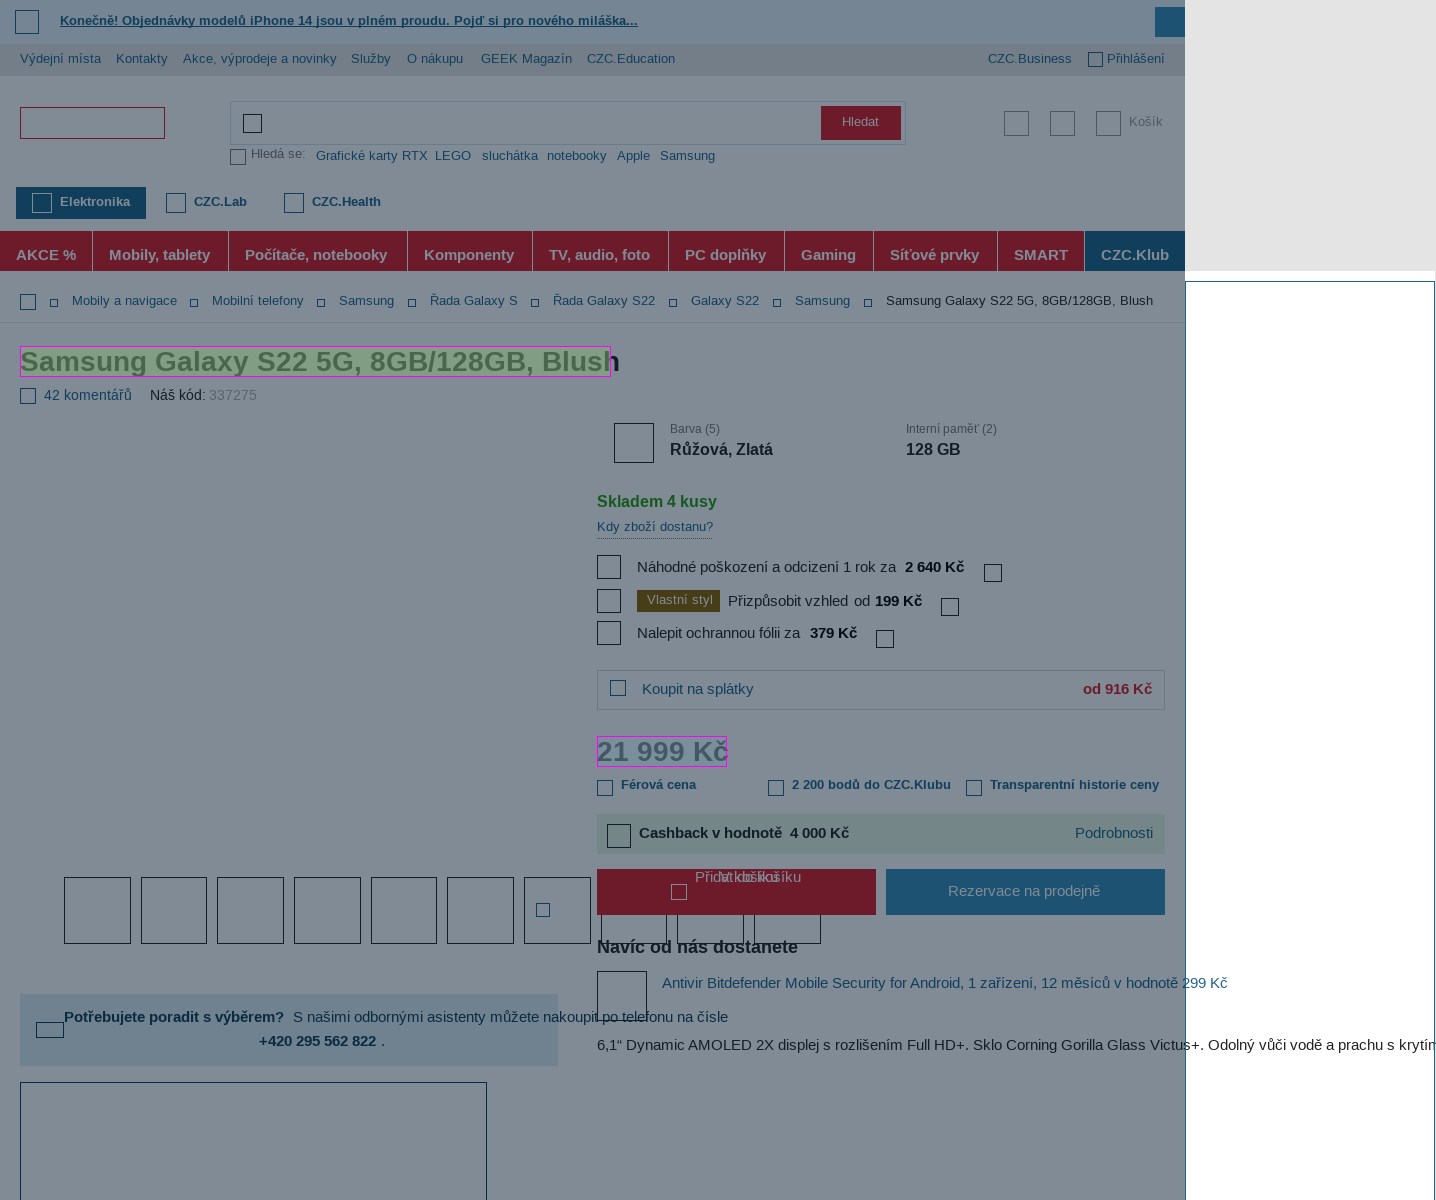 Konečně! Objednávky modelů iPhone 14 jsou v plném proudu. Pojď si pro nového miláška...
Výdejní místa Kontakty Akce, výprodeje a novinky Služby O nákupu GEEK Magazín CZC.Education CZC.Business Přihlášení
Hledat
Košík
Hledá se: Grafické karty RTX LEGO sluchátka notebooky Apple Samsung
Elektronika CZC.Lab CZC.Health
AKCE % Mobily, tablety Počítače, notebooky Komponenty TV, audio, foto PC doplňky Gaming Síťové prvky SMART CZC.Klub
Mobily a navigace Mobilní telefony Samsung Řada Galaxy S Řada Galaxy S22 Galaxy S22 Samsung Samsung Galaxy S22 5G, 8GB/128GB, Blush
Samsung Galaxy S22 5G, 8GB/128GB, Blush
42 komentářů Náš kód: 337275
Barva (5) Interní paměť (2)
Růžová, Zlatá 128 GB
Skladem 4 kusy
Kdy zboží dostanu?
Náhodné poškození a odcizení 1 rok za 2 640 Kč
Vlastní styl Přizpůsobit vzhled od 199 Kč
Nalepit ochrannou fólii za 379 Kč
Koupit na splátky od 916 Kč
21 999 Kč
Férová cena 2 200 bodů do CZC.Klubu Transparentní historie ceny
Cashback v hodnotě 4 000 Kč Podrobnosti
Přidat do košíku
V košíku
Rezervace na prodejně
Navíc od nás dostanete
Antivir Bitdefender Mobile Security for Android, 1 zařízení, 12 měsíců v hodnotě 299 Kč
Potřebujete poradit s výběrem? S našimi odbornými asistenty můžete nakoupit po telefonu na čísle
+420 295 562 822 .
6,1“ Dynamic AMOLED 2X displej s rozlišením Full HD+. Sklo Corning Gorilla Glass Victus+. Odolný vůči vodě a prachu s